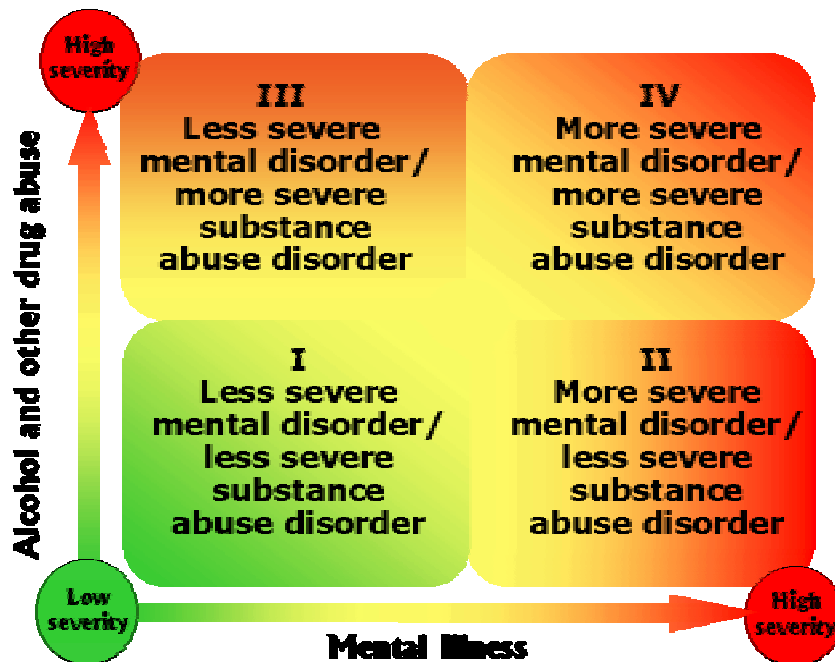 High
severity
III
Less severe
mental disorder/
more severe
substance
abuse disorder
IV
More severe
mental disorder/
more severe
substance
abuse disorder
Alcohol and other drug abuse
I
Less severe
mental disorder/
less severe
substance
abuse disorder
II
More severe
mental disorder/
less severe
substance
abuse disorder
Low
severity
High
severity
Mental Illness